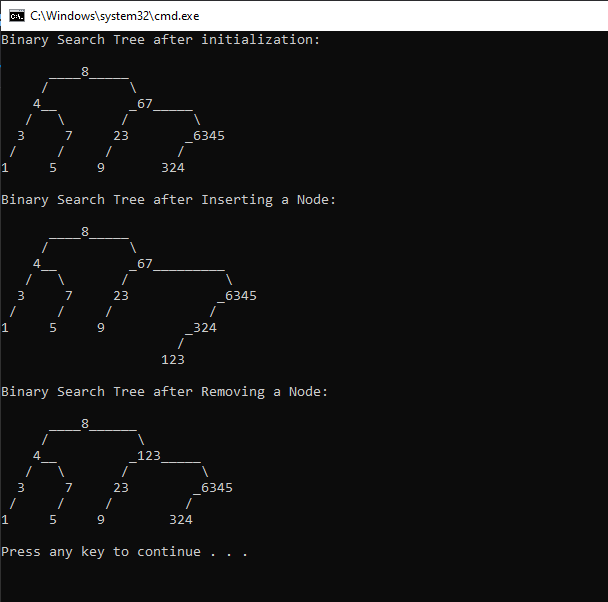 C:\Windows\system32\cmd.exe
Binary Search Tree after initialization:

      ____8_____
     /          \
    4__         _67_____
   /   \       /        \
  3     7     23       _6345
 /     /     /        /
1     5     9       324

Binary Search Tree after Inserting a Node:

      ____8_____
     /          \
    4__         _67_________
   /   \       /            \
  3     7     23           _6345
 /     /     /            /
1     5     9          _324
                      /
                    123

Binary Search Tree after Removing a Node:

      ____8______
     /           \
    4__         _123_____
   /   \       /         \
  3     7     23        _6345
 /     /     /         /
1     5     9        324

Press any key to continue . . .